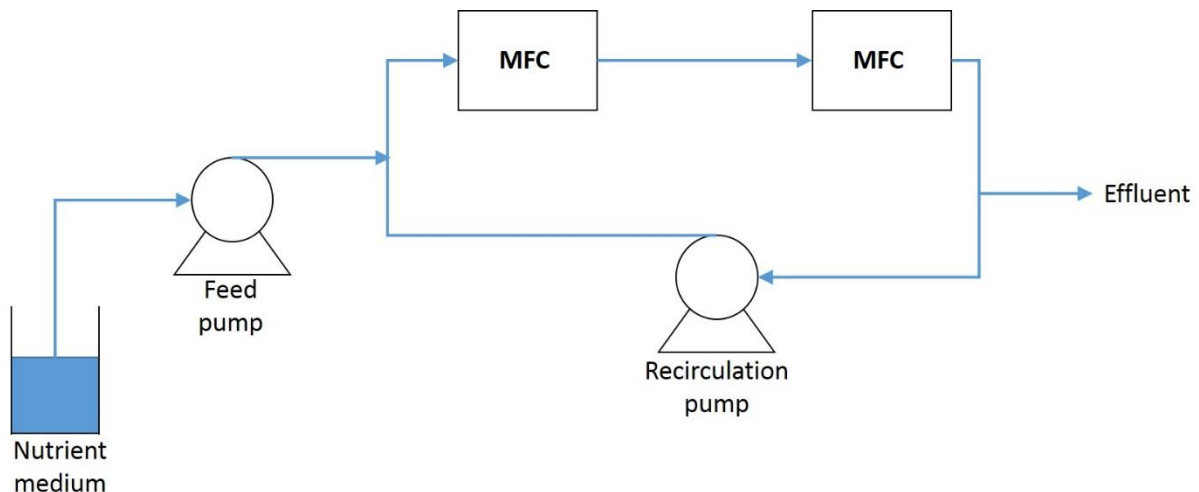 MFC
MFC
Effluent
Feed
pump
Recirculation
pump
Nutrient
medium